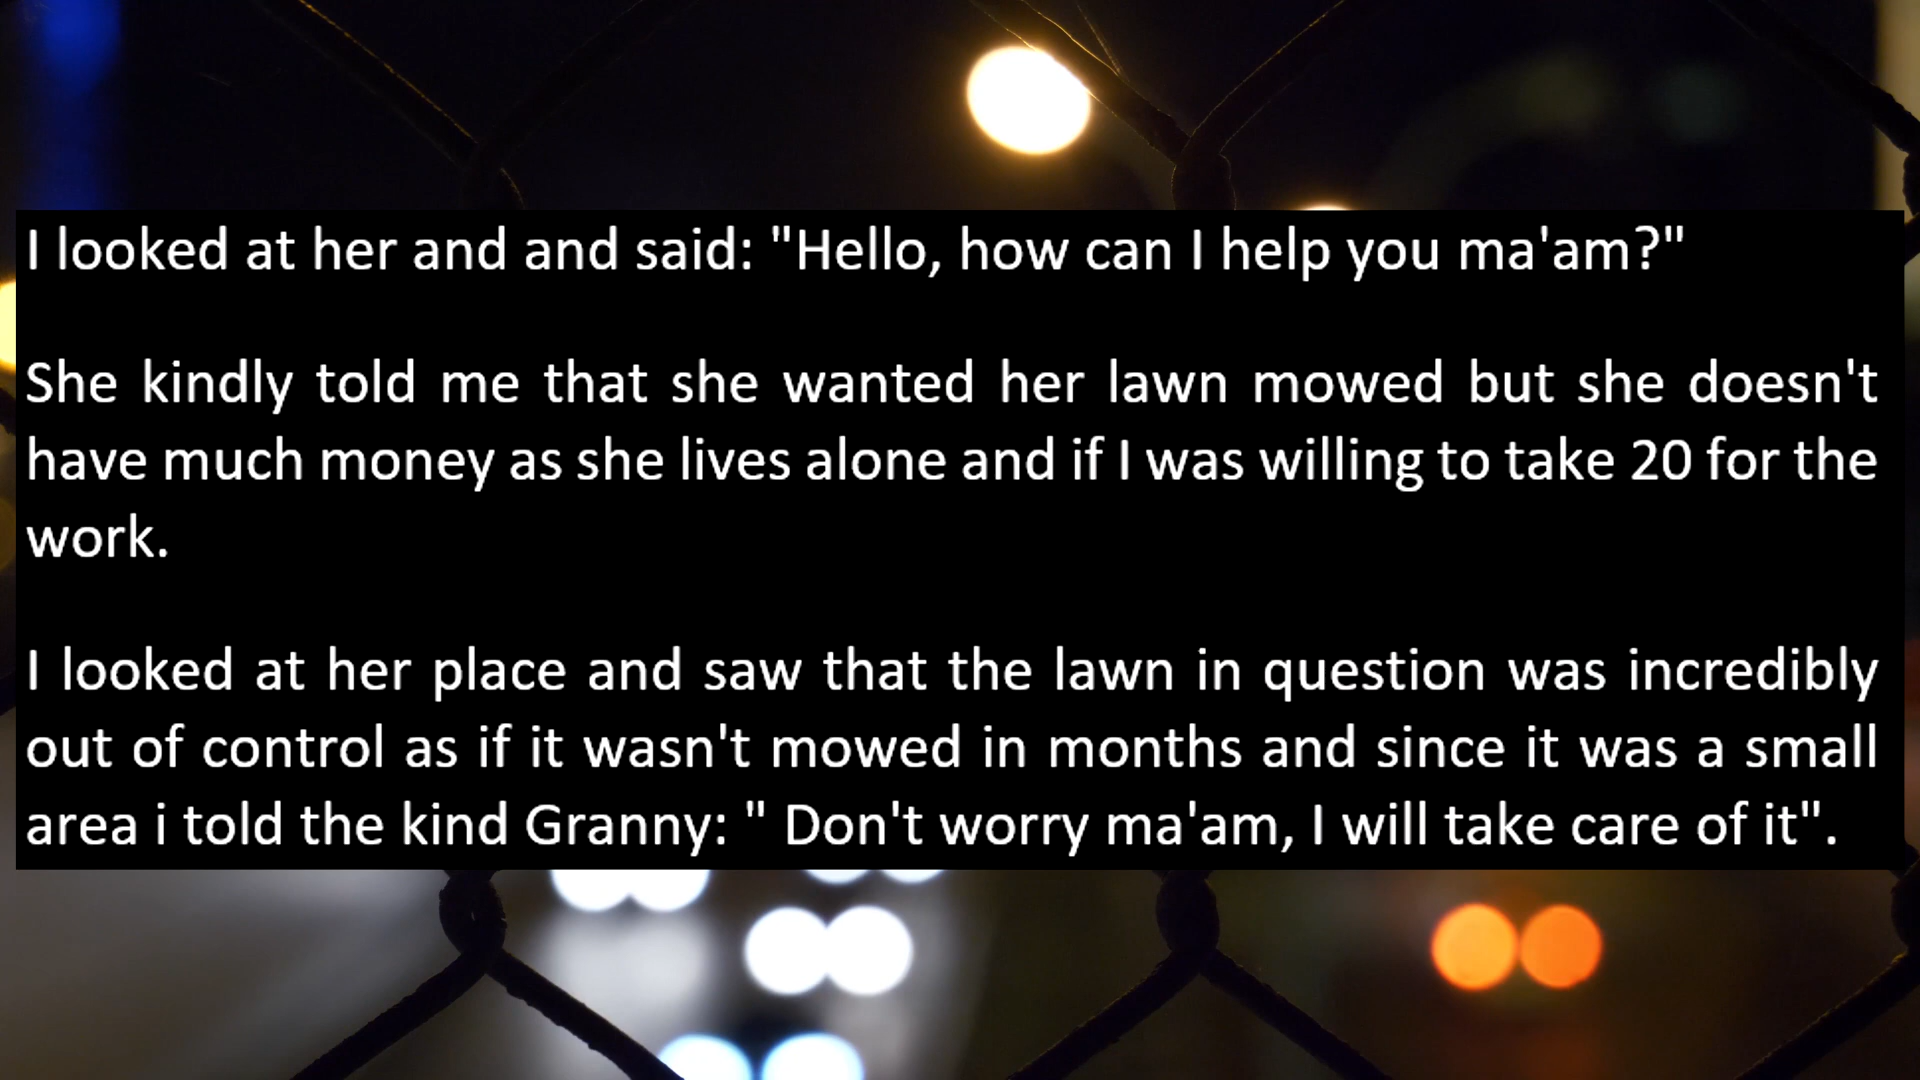 I looked at her and and said: "Hello, how can I help you ma'am?"
She kindly told me that she wanted her lawn mowed but she doesn't
have much money as she lives alone and if I was willing to take 20 for the
work.
I looked at her place and saw that the lawn in question was incredibly
out of control as if it wasn't mowed in months and since it was a small
area i told the kind Granny: " Don't worry ma'am, I will take care of it".